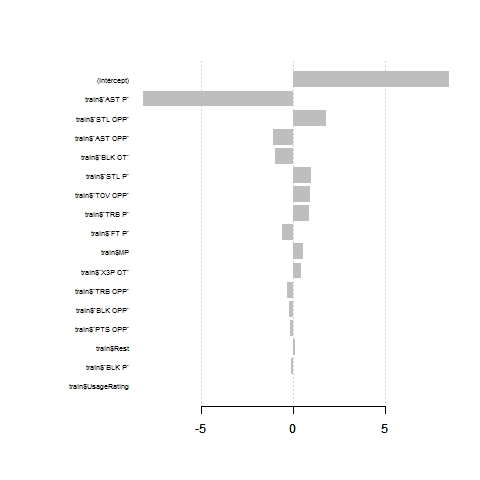 (Intercept)
train$`AST P`
train$`STL OPP`
train$`AST OPP`
train$`BLK OT`
train$`STL P`
train$`TOV OPP`
train$`TRB P`
train$`FT P`
train$MP
train$`X3P OT`
train$`TRB OPP`
train$`BLK OPP`
train$`PTS OPP`
train$Rest
train$`BLK P`
train$UsageRating
-5 0 5